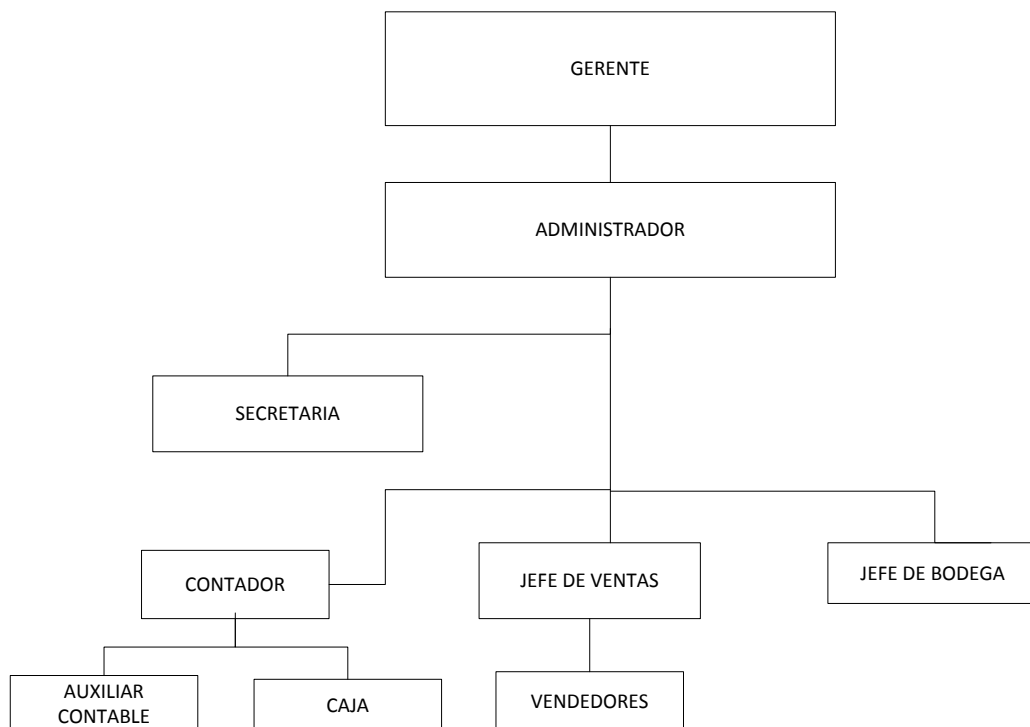 GERENTE
ADMINISTRADOR
SECRETARIA
CONTADOR
JEFE DE VENTAS
JEFE DE BODEGA
AUXILIAR
CONTABLE
CAJA
VENDEDORES